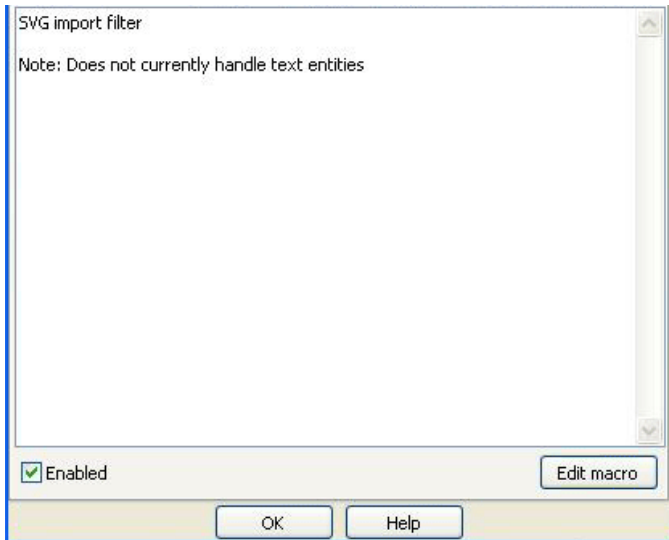 SVG import filter
Note: Does not currently handle text entities
Enabled
Edit macro
OK
Help